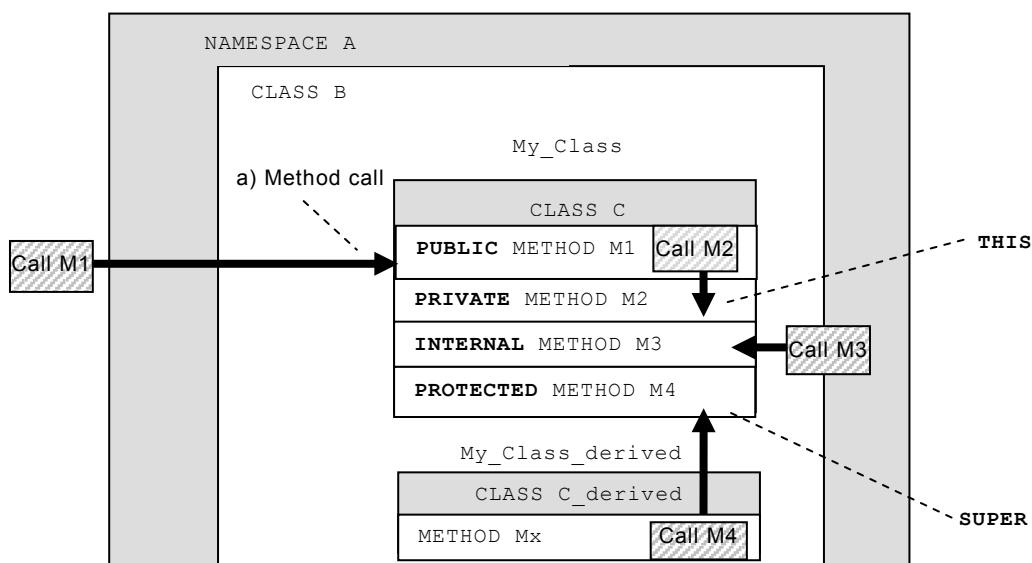 NAMESPACE A
CLASS B
My_Class
a) Method call
CLASS C
PUBLIC METHOD M1
Call M2
THIS
Call M1
PRIVATE METHOD M2
INTERNAL METHOD M3
Call M3
PROTECTED METHOD M4
My_Class_derived
CLASS C_derived
SUPER
METHOD Mx
Call M4